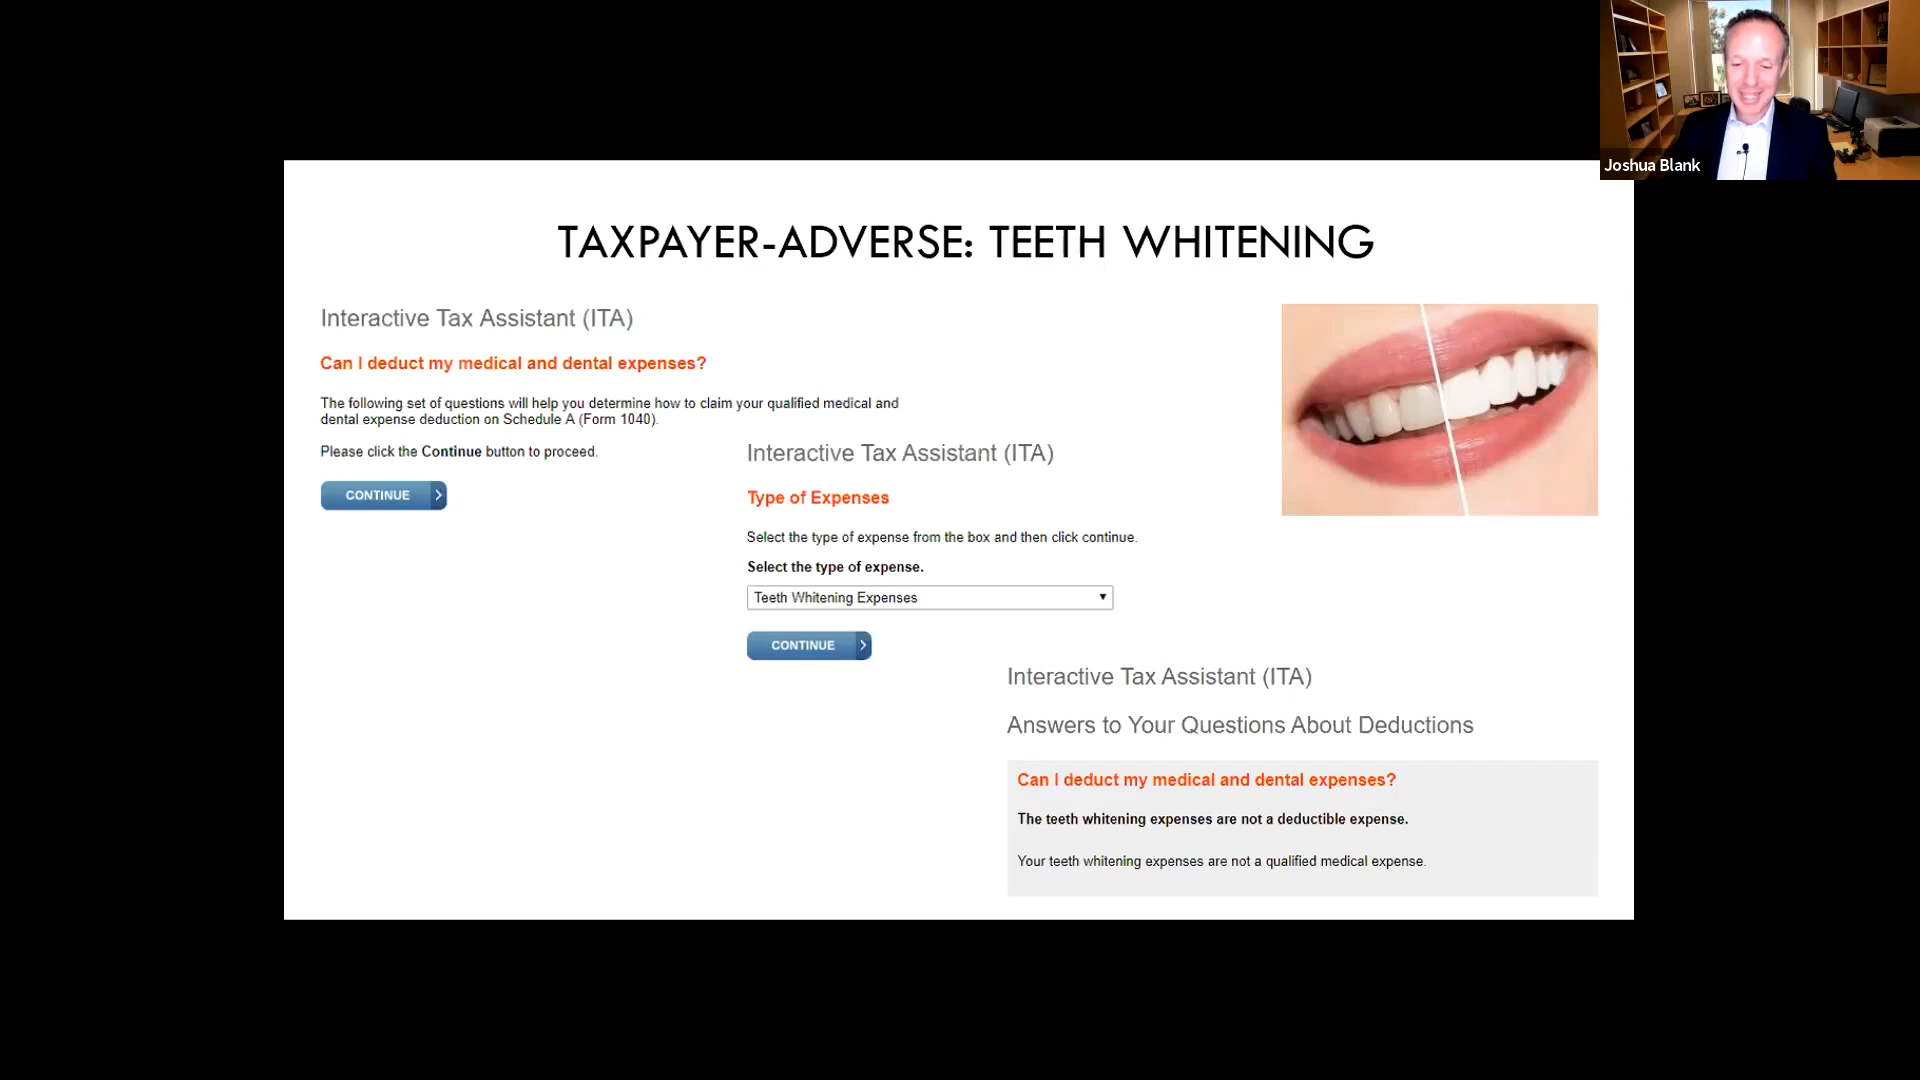 Joshua Blank
TAXPAYER-ADVERSE: TEETH WHITENING
Interactive Tax Assistant (ITA)
Can I deduct my medical and dental expenses?
The following set of questions will help you determine how to claim your qualified medical and
dental expense deduction on Schedule A (Form 1040).
Please click the Continue button to proceed.
CONTINUE
Interactive Tax Assistant (ITA)
Type of Expenses
Select the type of expense from the box and then click continue.
Select the type of expense.
Teeth Whitening Expenses
CONTINUE
Interactive Tax Assistant (ITA)
Answers to Your Questions About Deductions
Can I deduct my medical and dental expenses?
The teeth whitening expenses are not a deductible expense.
Your teeth whitening expenses are not a qualified medical expense.